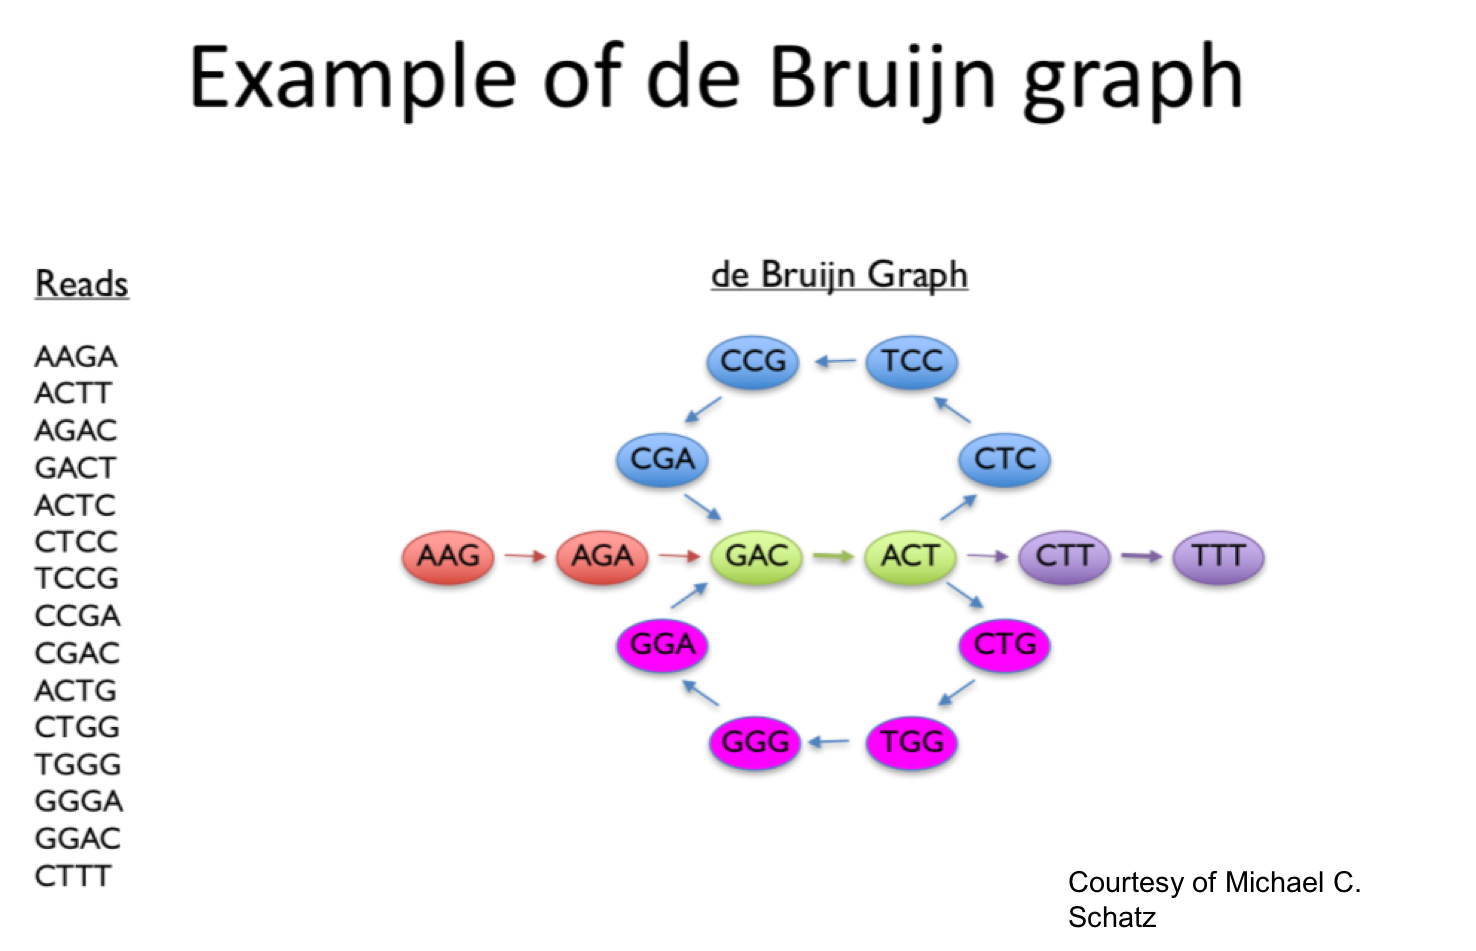 Example of de Bruijn graph
Reads
AAGA
ACTT
AGAC
GACT
ACTC
CTCC
TCCG
CCGA
CGAC
ACTG
CTGG
TGGG
GGGA
GGAC
CTTT
de Bruijn Graph
CCG TCC
CGA CTC
AAG AGA GAC ACT CTT TTT
GGA CTG
GGG TGG
Courtesy of Michael C.
Schatz